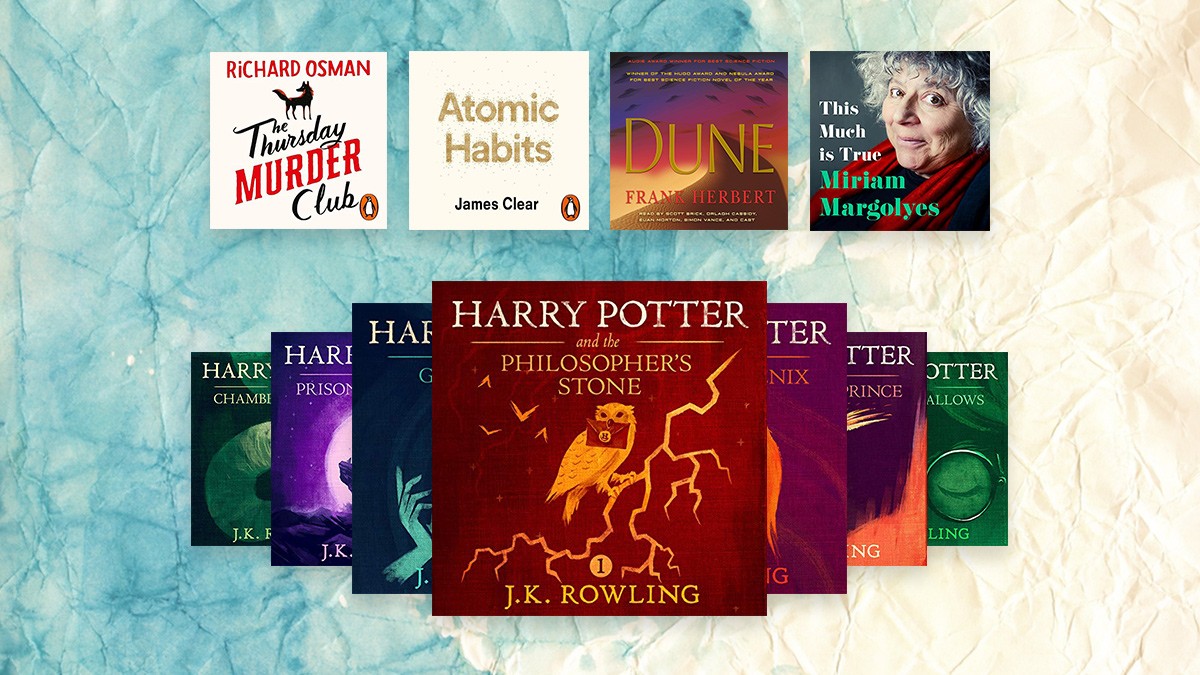 RiCHARD OSMAN
The
Thursday
MURDER
Club
Atomic
Habits
James Clear
AUDIE AWARD WINNER FOR BEST SCIENCE FICTION
WINNER OF THE HUGO AWARD AND NEBULA AWARD
FOR BEST SCIENCE FICTION NOVEL OF THE YEAR
DUNE
FRANK HERBERT
READ BY SCOTT BRICK, ORLAGH CASSIDY,
EUAN MORTON, SIMON VANCE, AND CAST
This
Much
is True
Miriam
Margolyes
HARRY
CHAMBE
J.K. R
HARR
PRISON
J.K.
HAR
G
J.
HARRY POTTER
and the
PHILOSOPHER'S
STONE
1
J.K. ROWLING
TER
NIX
NG
TTER
PRINCE
ING
OTTER
ALLOWS
LING